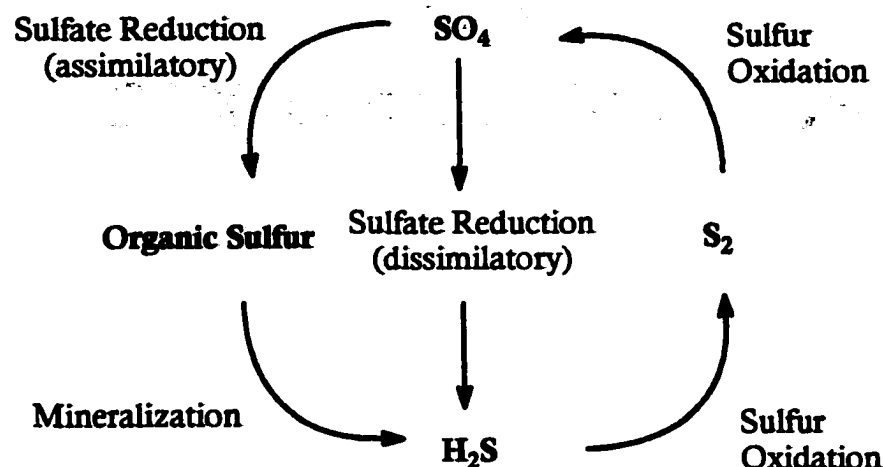 Sulfate Reduction
(assimilatory)
SO₄
Sulfur
Oxidation
Organic Sulfur
Sulfate Reduction
(dissimilatory)
S₂
Mineralization
H₂S
Sulfur
Oxidation